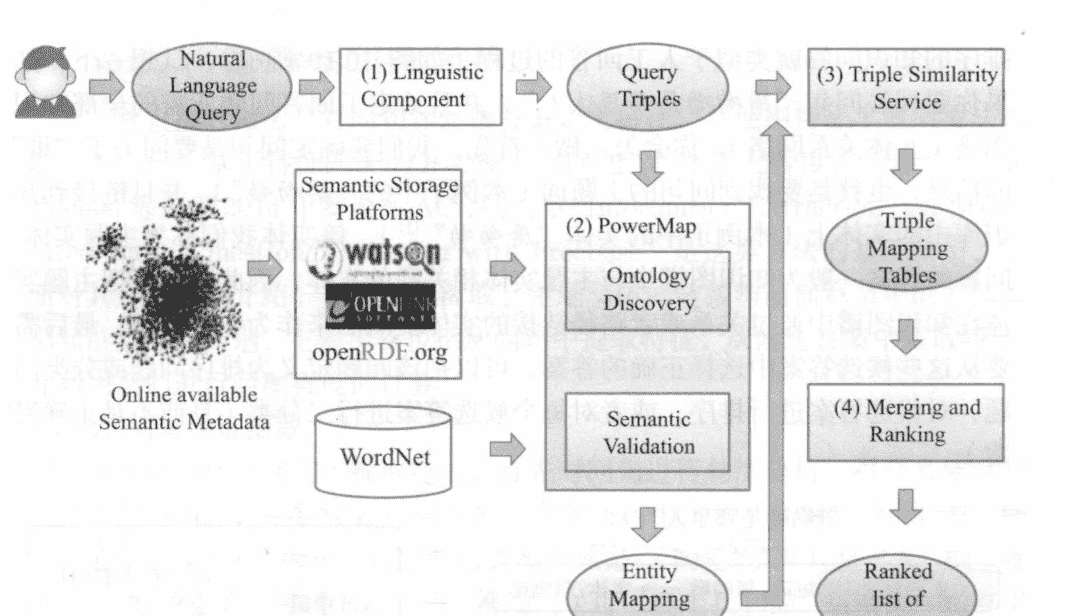 Natural
Language
Query
(1) Linguistic
Component
Query
Triples
(3) Triple Similarity
Service
Semantic Storage
Platforms
watson
OPENLINK
SOFTWARE
openRDF.org
(2) PowerMap
Ontology
Discovery
Triple
Mapping
Tables
Online available
Semantic Metadata
WordNet
Semantic
Validation
(4) Merging and
Ranking
Entity
Mapping
Ranked
list of